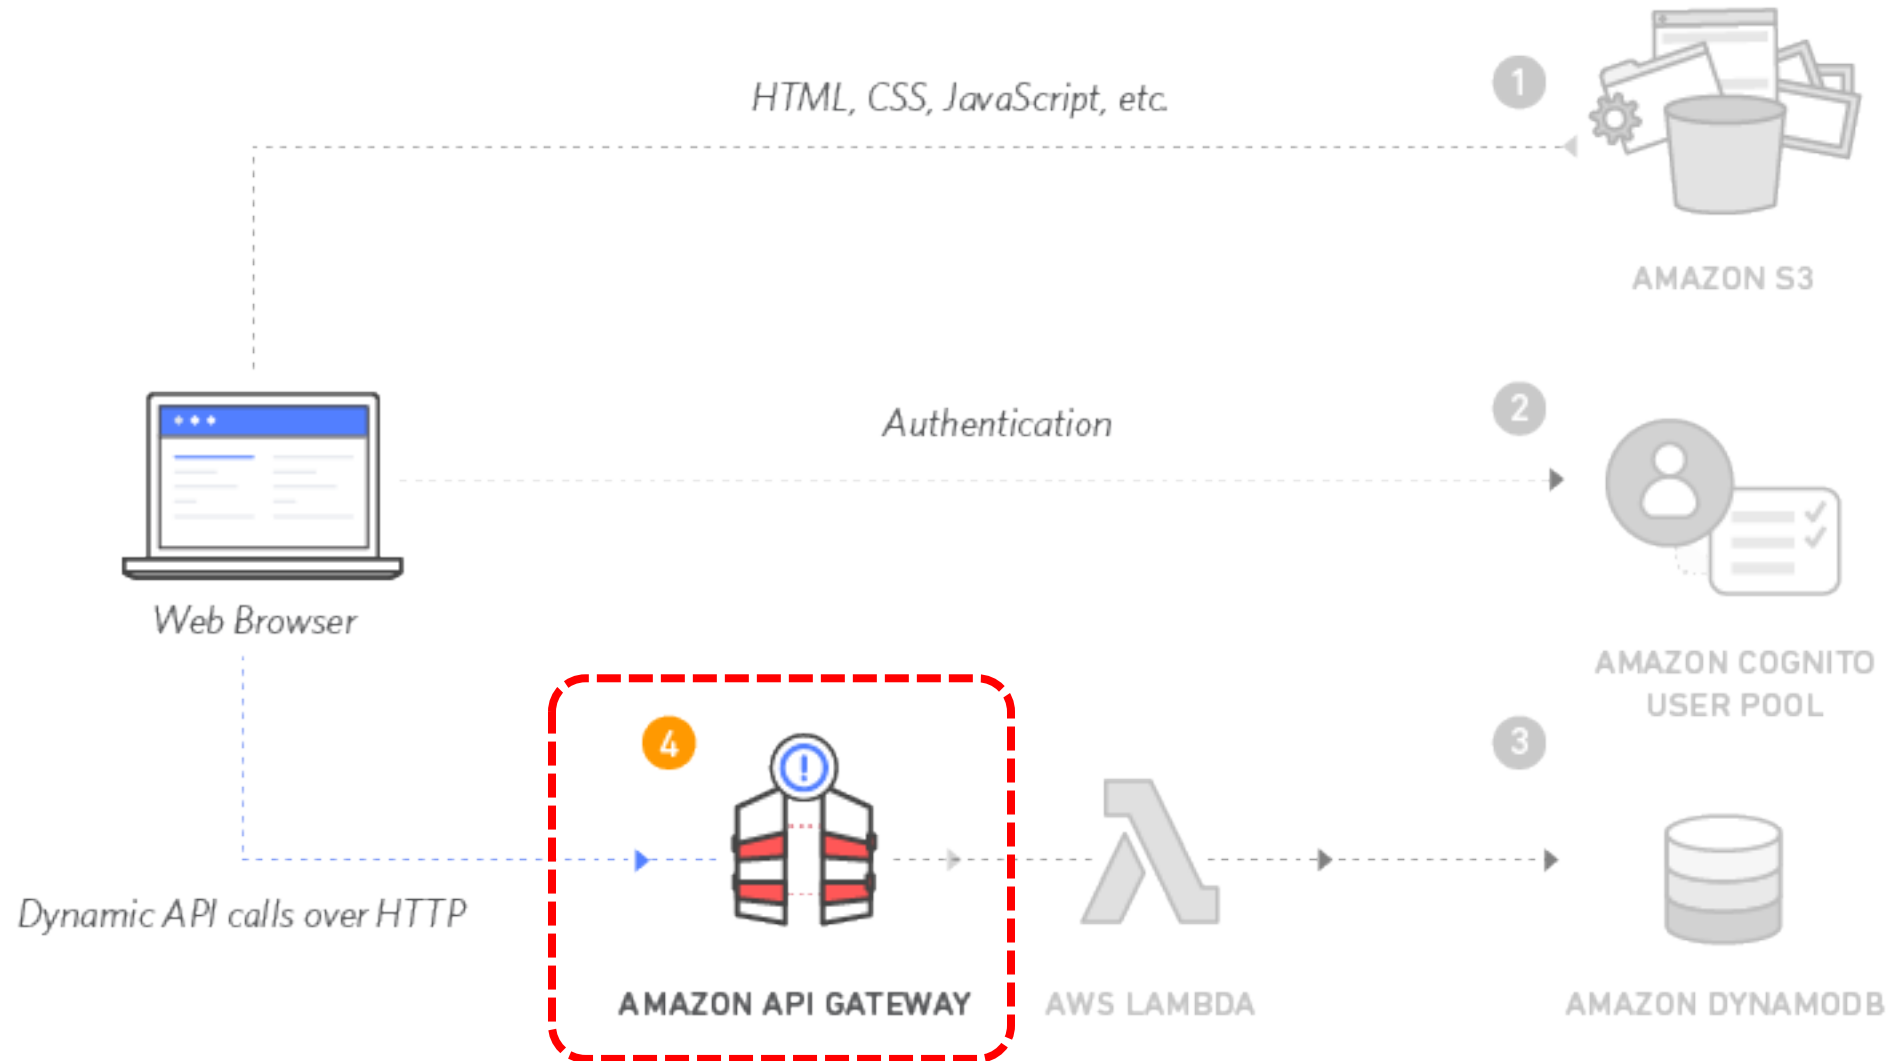 HTML, CSS, JavaScript, etc.
1
AMAZON S3
Authentication
2
Web Browser
AMAZON COGNITO
USER POOL
4
3
Dynamic API calls over HTTP
AMAZON API GATEWAY
AWS LAMBDA
AMAZON DYNAMODB